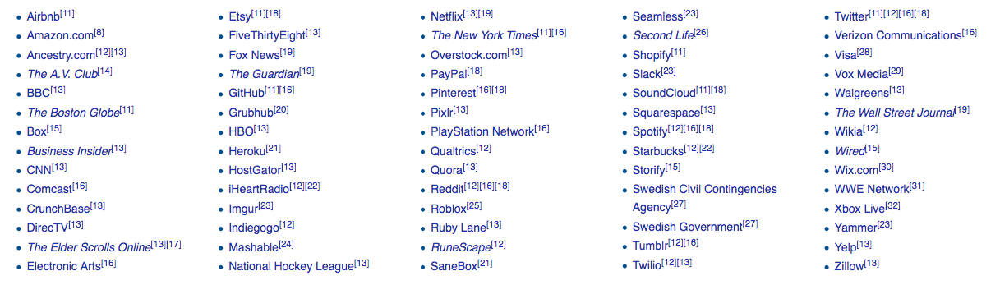 Airbnb[11]
Amazon.com[8]
Ancestry.com[12][13]
The A.V. Club[14]
BBC[13]
The Boston Globe[11]
Box[15]
Business Insider[13]
CNN[13]
Comcast[16]
CrunchBase[13]
DirecTV[13]
The Elder Scrolls Online[13][17]
Electronic Arts[16]
Etsy[11][18]
FiveThirtyEight[13]
Fox News[19]
The Guardian[19]
GitHub[11][16]
Grubhub[20]
HBO[13]
Heroku[21]
HostGator[13]
iHeartRadio[12][22]
Imgur[23]
Indiegogo[12]
Mashable[24]
National Hockey League[13]
Netflix[13][19]
The New York Times[11][16]
Overstock.com[13]
PayPal[18]
Pinterest[16][18]
Pixlr[13]
PlayStation Network[16]
Qualtrics[12]
Quora[13]
Reddit[12][16][18]
Roblox[25]
Ruby Lane[13]
RuneScape[12]
SaneBox[21]
Seamless[23]
Second Life[26]
Shopify[11]
Slack[23]
SoundCloud[11][18]
Squarespace[13]
Spotify[12][16][18]
Starbucks[12][22]
Storify[15]
Swedish Civil Contingencies
Agency[27]
Swedish Government[27]
Tumblr[12][16]
Twilio[12][13]
Twitter[11][12][16][18]
Verizon Communications[16]
Visa[28]
Vox Media[29]
Walgreens[13]
The Wall Street Journal[19]
Wikia[12]
Wired[15]
Wix.com[30]
WWE Network[31]
Xbox Live[32]
Yammer[23]
Yelp[13]
Zillow[13]